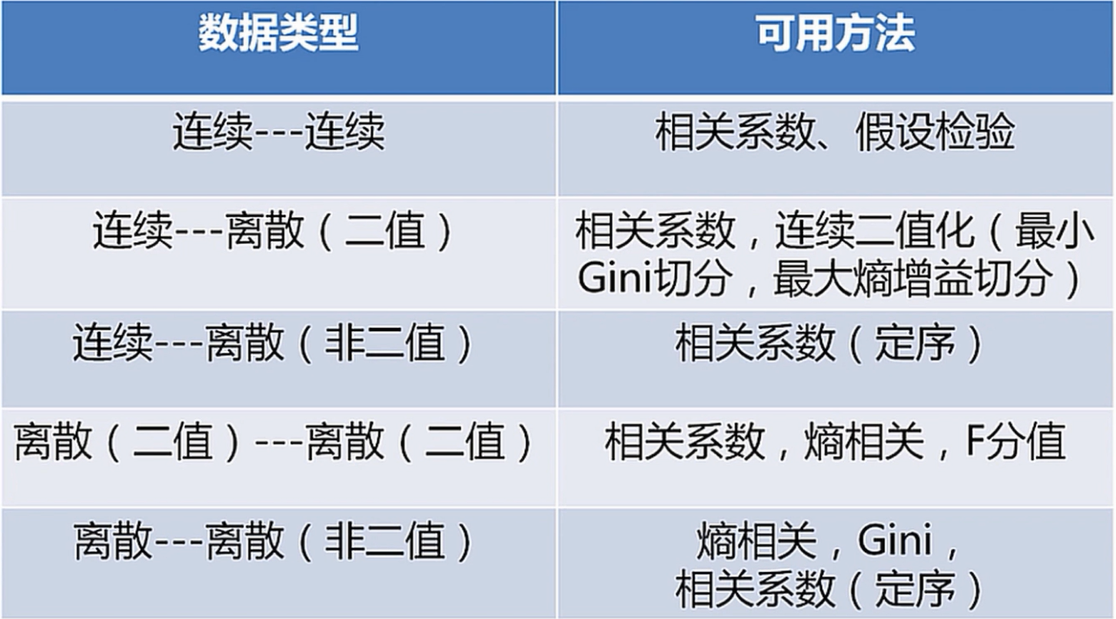 数据类型
可用方法
连续---连续
相关系数、假设检验
连续---离散（二值）
相关系数，连续二值化（最小
Gini切分，最大熵增益切分）
连续---离散（非二值）
相关系数（定序）
离散（二值）---离散（二值）
相关系数，熵相关，F分值
离散---离散（非二值）
熵相关，Gini，
相关系数（定序）